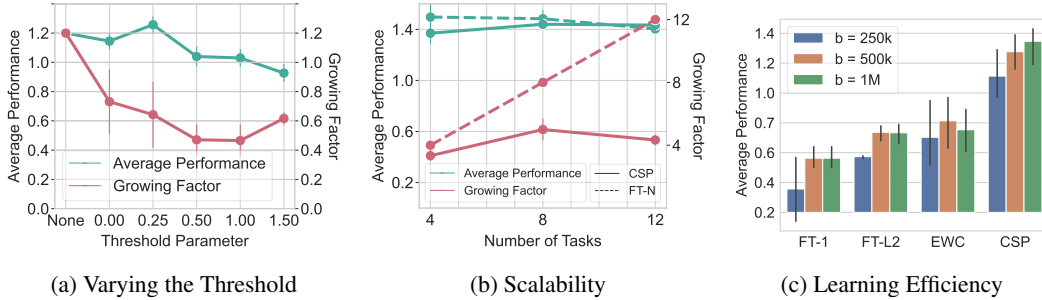 1.2
1.0
0.8
0.6
0.4
0.2
0.0
Average Performance
Average Performance
Growing Factor
None 0.00 0.25 0.50 1.00 1.50
Threshold Parameter
1.2
1.0
0.8
0.6
0.4
0.2
0.0
Growing Factor
(a) Varying the Threshold
1.4
1.0
0.6
0.2
Average Performance
Average Performance
Growing Factor
CSP
FT-N
4 8 12
Number of Tasks
12
8
4
Growing Factor
(b) Scalability
1.4
1.2
1.0
0.8
0.6
0.4
0.2
Average Performance
b = 250k
b = 500k
b = 1M
FT-1 FT-L2 EWC CSP
(c) Learning Efficiency